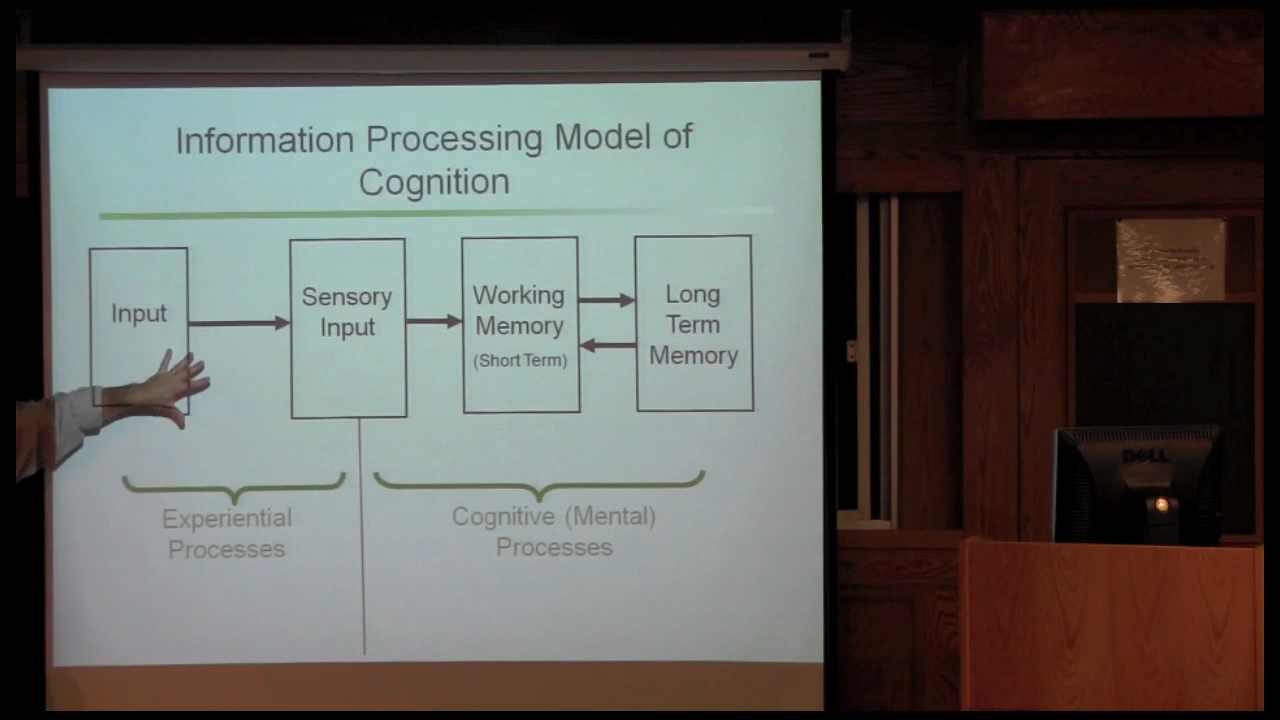 Information Processing Model of
Cognition
Input
Sensory
Input
Working
Memory
(Short Term)
Long
Term
Memory
Experiential
Processes
Cognitive (Mental)
Processes
DELL